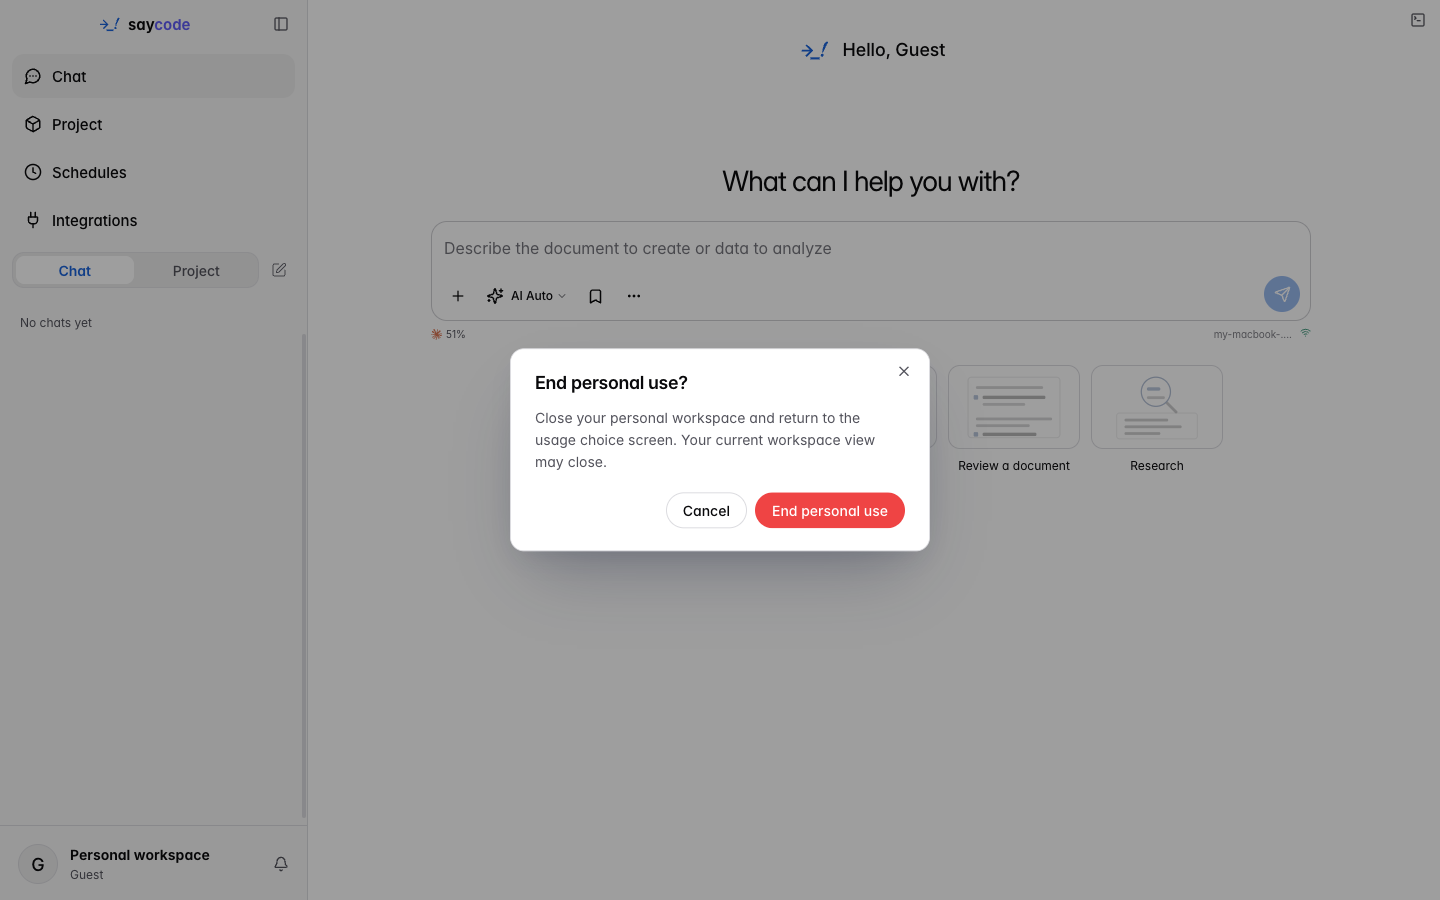 saycode
Chat
Project
Schedules
Integrations
Chat
Project
No chats yet
Personal workspace
G
Guest
Hello, Guest
What can I help you with?
Describe the document to create or data to analyze
AI Auto
51%
my-macbook-....
Review a document
Research
End personal use?
Close your personal workspace and return to the
usage choice screen. Your current workspace view
may close.
Cancel
End personal use